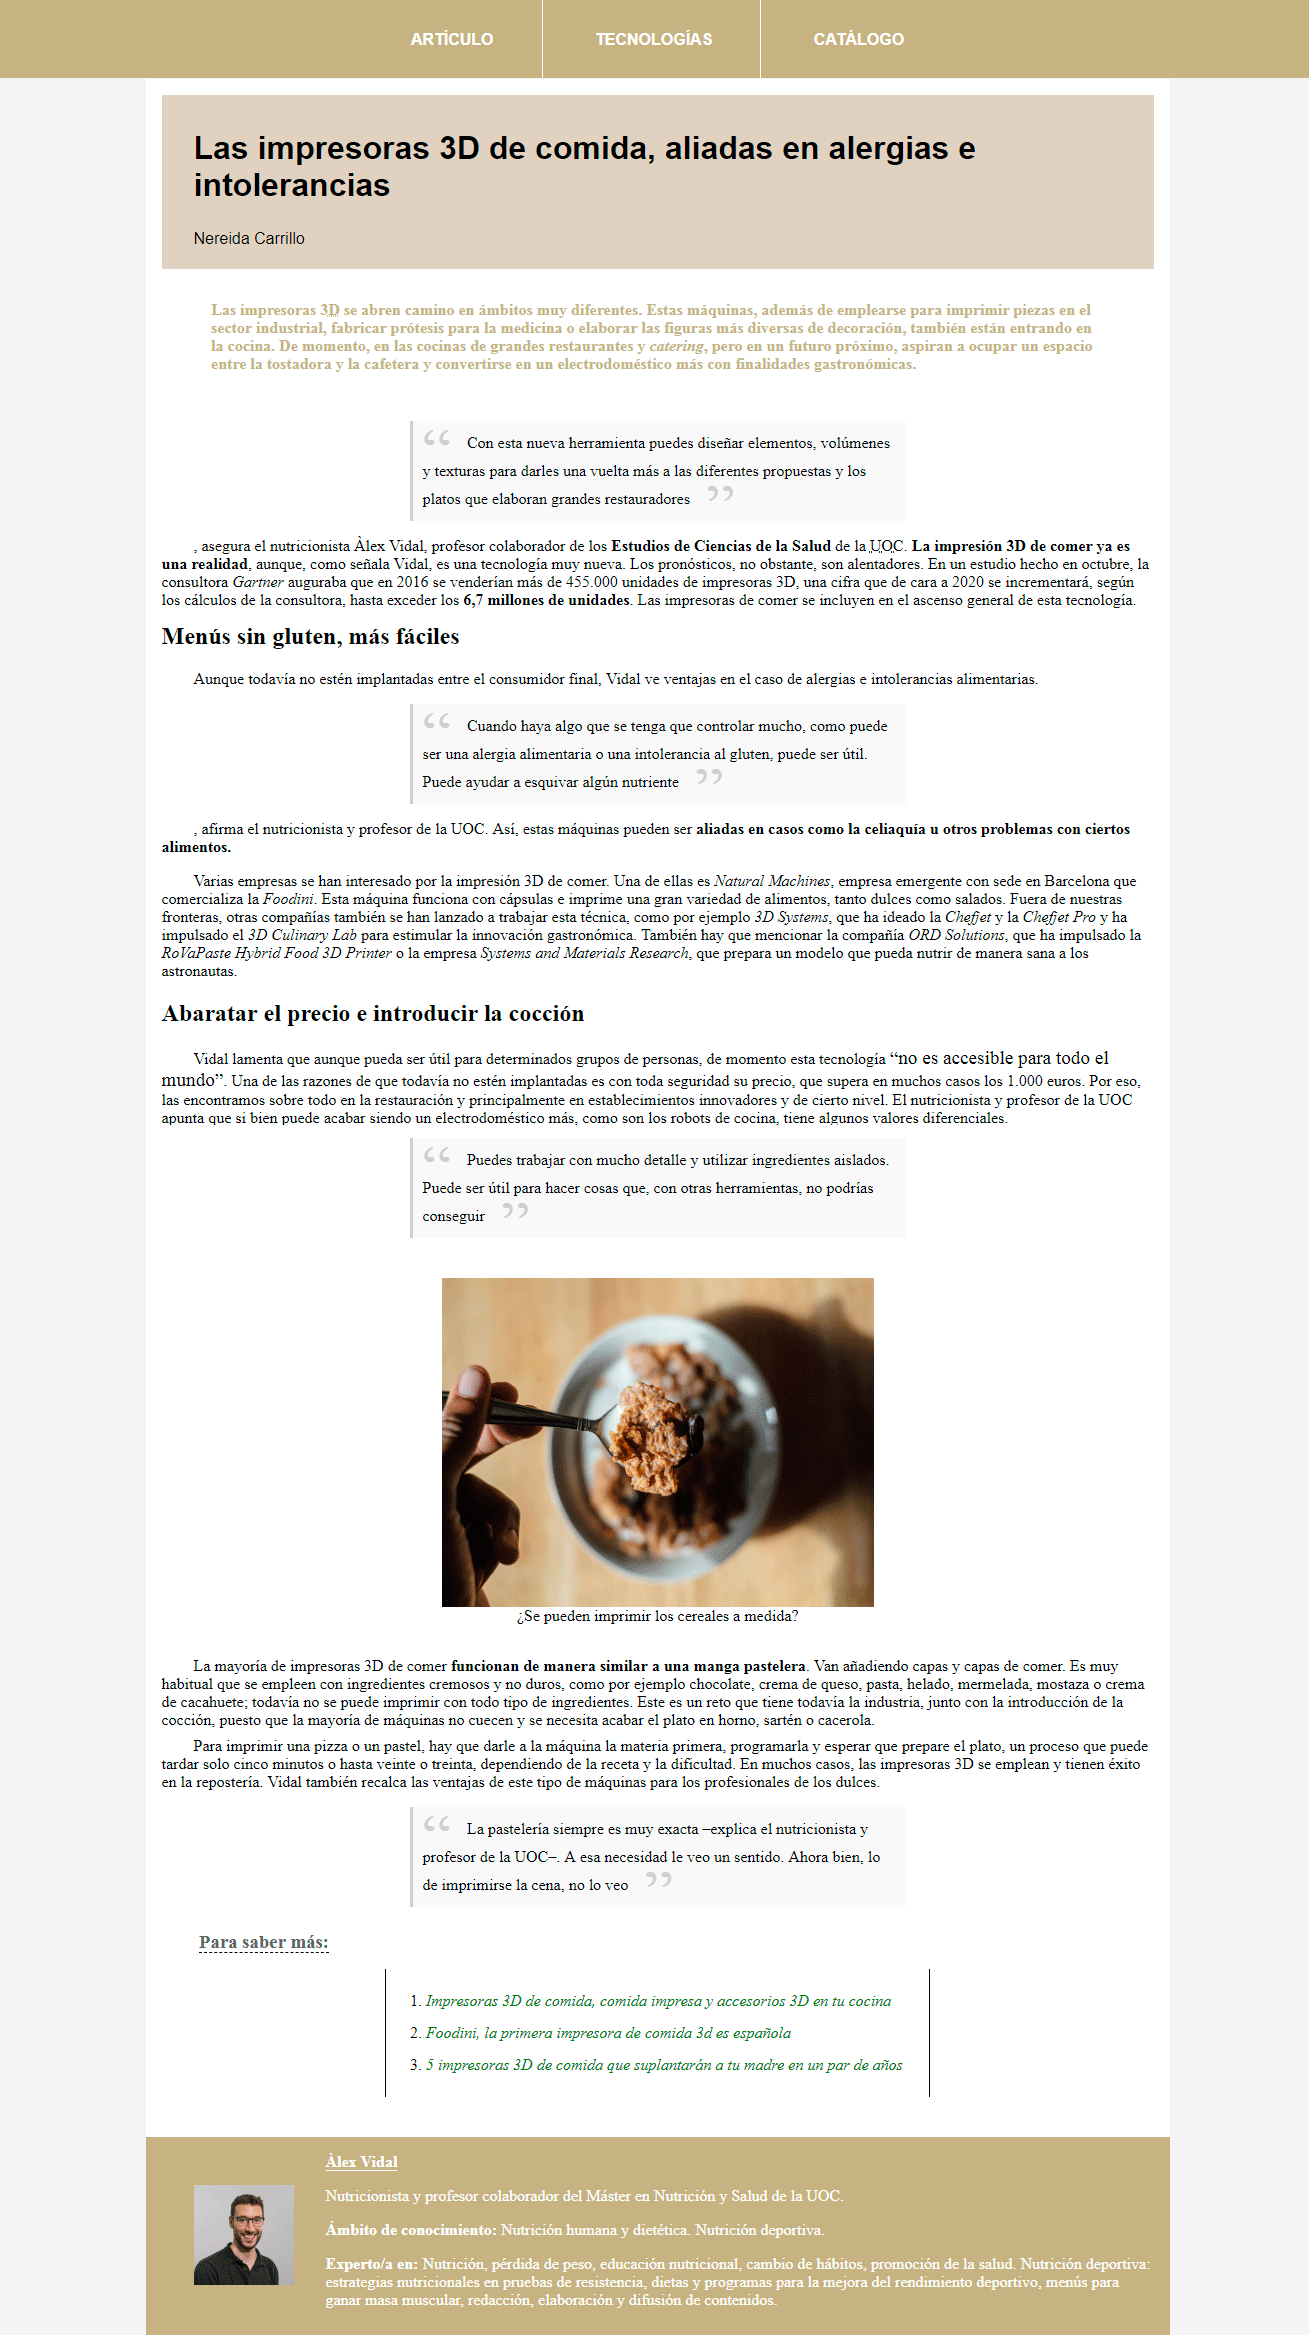 ARTÍCULO
TECNOLOGÍAS
CATÁLOGO
Las impresoras 3D de comida, aliadas en alergias e
intolerancias
Nereida Carrillo
Las impresoras 3D se abren camino en ámbitos muy diferentes. Estas máquinas, además de emplearse para imprimir piezas en el
sector industrial, fabricar prótesis para la medicina o elaborar las figuras más diversas de decoración, también están entrando en
la cocina. De momento, en las cocinas de grandes restaurantes y catering, pero en un futuro próximo, aspiran a ocupar un espacio
entre la tostadora y la cafetera y convertirse en un electrodoméstico más con finalidades gastronómicas.
“ Con esta nueva herramienta puedes diseñar elementos, volúmenes
y texturas para darles una vuelta más a las diferentes propuestas y los
platos que elaboran grandes restauradores ”
, asegura el nutricionista Àlex Vidal, profesor colaborador de los Estudios de Ciencias de la Salud de la UOC. La impresión 3D de comer ya es
una realidad, aunque, como señala Vidal, es una tecnología muy nueva. Los pronósticos, no obstante, son alentadores. En un estudio hecho en octubre, la
consultora Gartner auguraba que en 2016 se venderían más de 455.000 unidades de impresoras 3D, una cifra que de cara a 2020 se incrementará, según
los cálculos de la consultora, hasta exceder los 6,7 millones de unidades. Las impresoras de comer se incluyen en el ascenso general de esta tecnología.
Menús sin gluten, más fáciles
Aunque todavía no estén implantadas entre el consumidor final, Vidal ve ventajas en el caso de alergias e intolerancias alimentarias.
“ Cuando haya algo que se tenga que controlar mucho, como puede
ser una alergia alimentaria o una intolerancia al gluten, puede ser útil.
Puede ayudar a esquivar algún nutriente ”
, afirma el nutricionista y profesor de la UOC. Así, estas máquinas pueden ser aliadas en casos como la celiaquía u otros problemas con ciertos
alimentos.
Varias empresas se han interesado por la impresión 3D de comer. Una de ellas es Natural Machines, empresa emergente con sede en Barcelona que
comercializa la Foodini. Esta máquina funciona con cápsulas e imprime una gran variedad de alimentos, tanto dulces como salados. Fuera de nuestras
fronteras, otras compañías también se han lanzado a trabajar esta técnica, como por ejemplo 3D Systems, que ha ideado la Chefjet y la Chefjet Pro y ha
impulsado el 3D Culinary Lab para estimular la innovación gastronómica. También hay que mencionar la compañía ORD Solutions, que ha impulsado la
RoVaPaste Hybrid Food 3D Printer o la empresa Systems and Materials Research, que prepara un modelo que pueda nutrir de manera sana a los
astronautas.
Abaratar el precio e introducir la cocción
Vidal lamenta que aunque pueda ser útil para determinados grupos de personas, de momento esta tecnología “no es accesible para todo el
mundo”. Una de las razones de que todavía no estén implantadas es con toda seguridad su precio, que supera en muchos casos los 1.000 euros. Por eso,
las encontramos sobre todo en la restauración y principalmente en establecimientos innovadores y de cierto nivel. El nutricionista y profesor de la UOC
apunta que si bien puede acabar siendo un electrodoméstico más, como son los robots de cocina, tiene algunos valores diferenciales.
“ Puedes trabajar con mucho detalle y utilizar ingredientes aislados.
Puede ser útil para hacer cosas que, con otras herramientas, no podrías
conseguir ”
¿Se pueden imprimir los cereales a medida?
La mayoría de impresoras 3D de comer funcionan de manera similar a una manga pastelera. Van añadiendo capas y capas de comer. Es muy
habitual que se empleen con ingredientes cremosos y no duros, como por ejemplo chocolate, crema de queso, pasta, helado, mermelada, mostaza o crema
de cacahuete; todavía no se puede imprimir con todo tipo de ingredientes. Este es un reto que tiene todavía la industria, junto con la introducción de la
cocción, puesto que la mayoría de máquinas no cuecen y se necesita acabar el plato en horno, sartén o cacerola.
Para imprimir una pizza o un pastel, hay que darle a la máquina la materia primera, programarla y esperar que prepare el plato, un proceso que puede
tardar solo cinco minutos o hasta veinte o treinta, dependiendo de la receta y la dificultad. En muchos casos, las impresoras 3D se emplean y tienen éxito
en la repostería. Vidal también recalca las ventajas de este tipo de máquinas para los profesionales de los dulces.
“ La pastelería siempre es muy exacta –explica el nutricionista y
profesor de la UOC–. A esa necesidad le veo un sentido. Ahora bien, lo
de imprimirse la cena, no lo veo ”
Para saber más:
1. Impresoras 3D de comida, comida impresa y accesorios 3D en tu cocina
2. Foodini, la primera impresora de comida 3d es española
3. 5 impresoras 3D de comida que suplantarán a tu madre en un par de años
Àlex Vidal
Nutricionista y profesor colaborador del Máster en Nutrición y Salud de la UOC.
Ámbito de conocimiento: Nutrición humana y dietética. Nutrición deportiva.
Experto/a en: Nutrición, pérdida de peso, educación nutricional, cambio de hábitos, promoción de la salud. Nutrición deportiva:
estrategias nutricionales en pruebas de resistencia, dietas y programas para la mejora del rendimiento deportivo, menús para
ganar masa muscular, redacción, elaboración y difusión de contenidos.